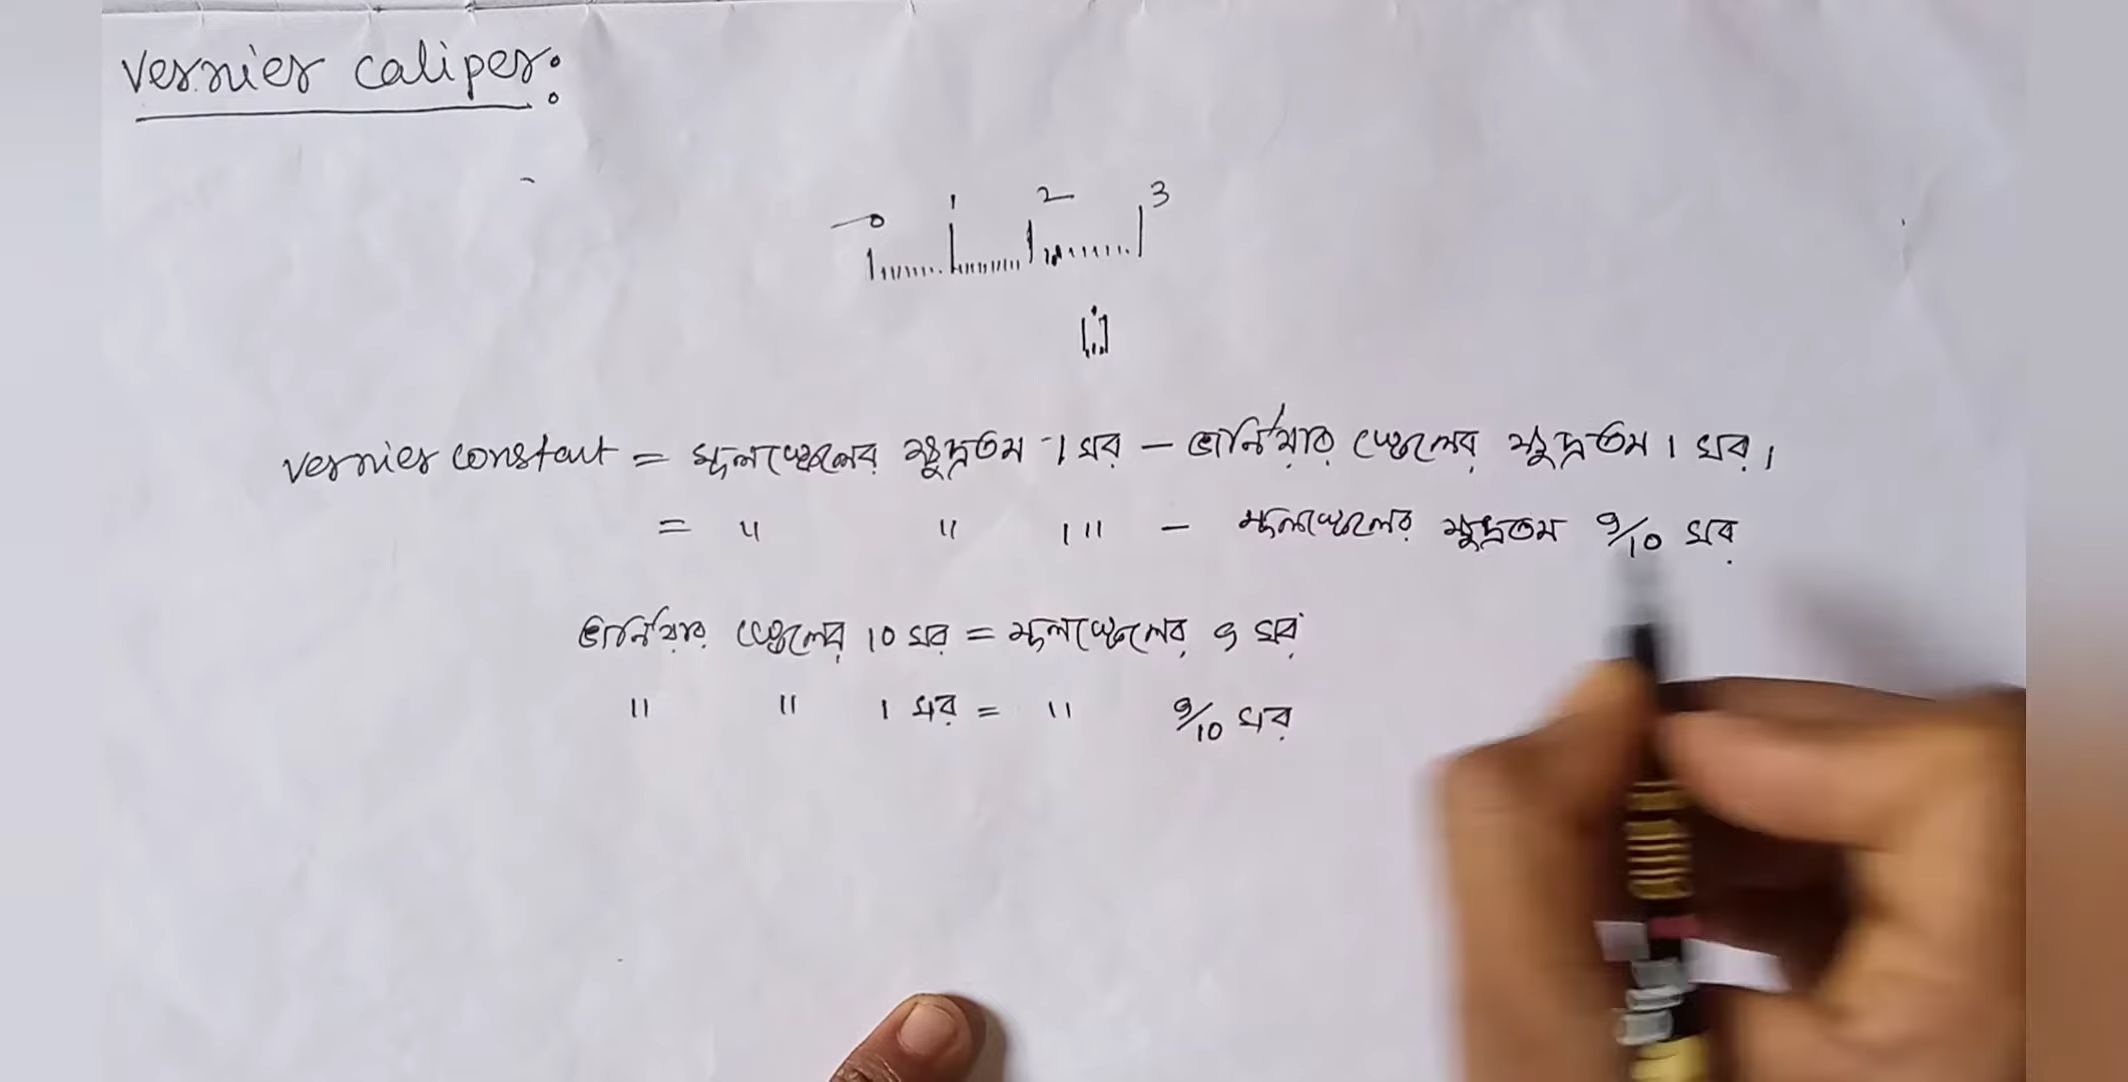 Vernier caliper:
0 1 2 3
vernier constant = মূলস্কেলের ক্ষুদ্রতম 1 ঘর – ভার্নিয়ার স্কেলের ক্ষুদ্রতম 1 ঘর।
= " " 1 " – মূলস্কেলের ক্ষুদ্রতম 9/10 ঘর
ভার্নিয়ার স্কেলের 10 ঘর = মূলস্কেলের 9 ঘর
" " 1 ঘর = " 9/10 ঘর